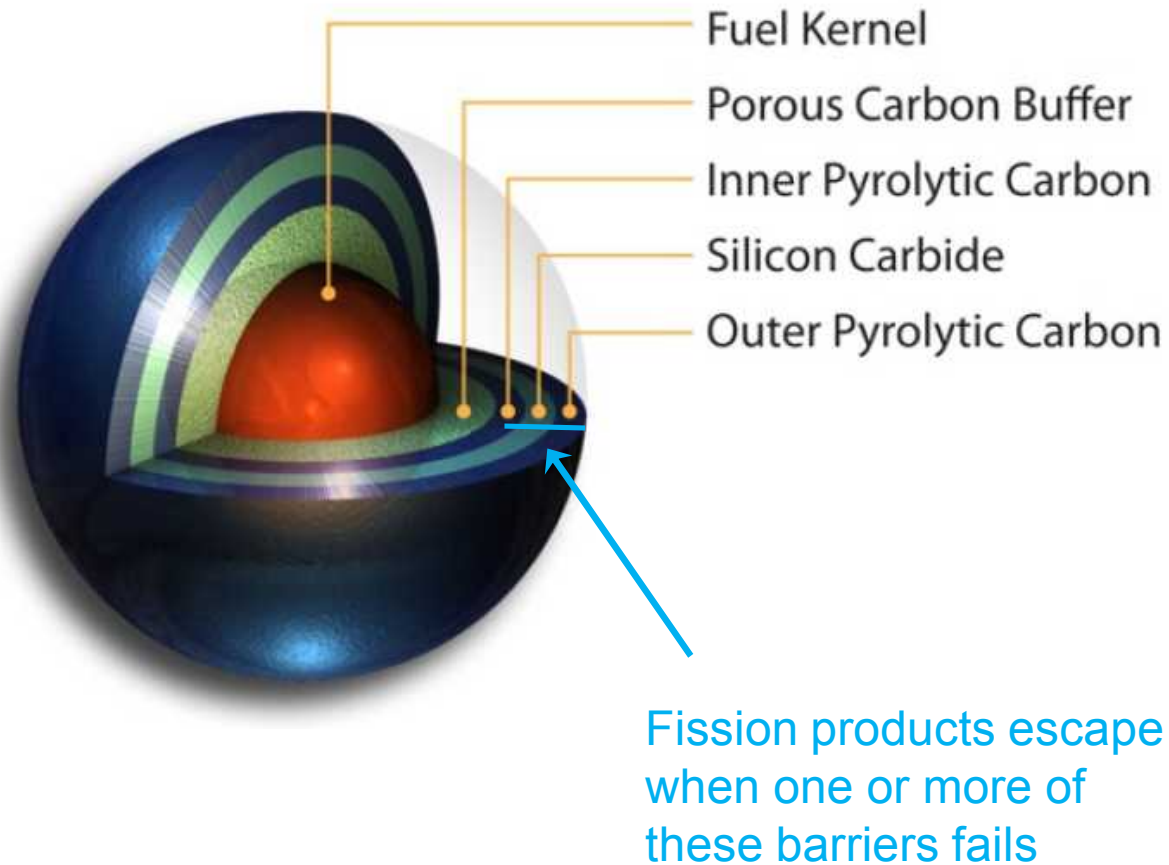 Fuel Kernel
Porous Carbon Buffer
Inner Pyrolytic Carbon
Silicon Carbide
Outer Pyrolytic Carbon
Fission products escape
when one or more of
these barriers fails